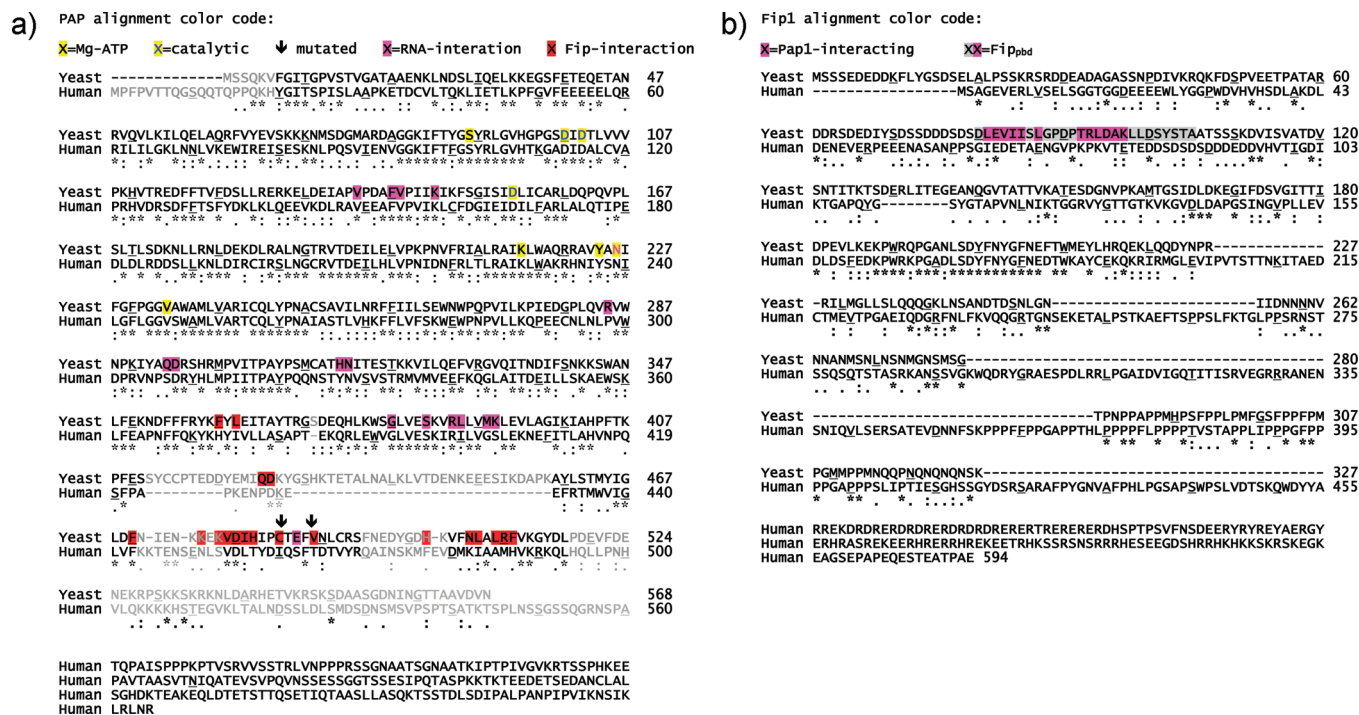 a) PAP alignment color code:
X=Mg-ATP X=catalytic mutated X=RNA-interation X= Fip-interaction
Yeast ------------MSSQKVFGITGPVSTVGATAAENKLNDSLIQELKKEGSFETEQETAN 47
Human MPFPVTTQGSQQTQPPQKHYGITSPISLAAPKETDCVLTQKLIETLKPFGVFEEEEELQR 60
Yeast RVQVLKILQELAQRFVYEVSKKKNMSDGMARDAGGKIFTYGSYRLGVHGPGSDIDTLVVV 107
Human RILILGKLNNLVKEWIREISESKNLPQSVIENVGGKIFTFGSYRLGVHTKGADIDALCVA 120
Yeast PKHVTREDFFTVFDSLLRERKELDEIAPVPDAFVPIIKIKFSGISIDLICARLDQPQVPL 167
Human PRHVDRSDFFTSFYDKLKLQEEVKDLRAVEEAFVPVIKLCFDGIEIDILFARLALQTIPE 180
Yeast SLTLSDKNLLRNLDEKDLRALNGTRVTDEILELVPKPNVFRIALRAIKLWAQRRAVYANI 227
Human DLDLRDDSLLKNLDIRCIRSLNGCRVTDEILHLVPNIDNFRLTLRAIKLWAKRHNIYSNI 240
Yeast FGFPGGVAWAMLVARICQLYPNACSAVILNRFFIILSEWNWPQPVILKPIEDGPLQVRVW 287
Human LGFLGGVSWAMLVARTCQLYPNAIASTLVHKFFLVFSKWEWPNPVLLKQPEECNLNLPVW 300
Yeast NPKIYAQDRSHRMPVITPAYPSMCATHNITESTKKVILQEFVRGVQITNDIFSNKKSWAN 347
Human DPRVNPSDRYHLMPIITPAYPQQNSTYNVSVSTRMVMVEEFKQGLAITDEILLSKAEWSK 360
Yeast LFEKNDFFFRYKFYLEITAYTRGSDEQHLKWSGLVESKVRLLVMKLEVLAGIKIAHPFTK 407
Human LFEAPNFFQKYKHYIVLLASAPT-EKQRLEWVGLVESKIRILVGSLEKNEFITLAHVNPQ 419
Yeast PFESSYCCPTEDDYEMIQDKYGSHKTETALNALKLVTDENKEEESIKDAPKAYLSTMYIG 467
Human SFPA----------PKENPDKE---------------------------EFRTMWVIG 440
Yeast LDFN-IEN-KKEKVDIHIPCTEFVNLCRSFNEDYGDH-KVFNLALRFVKGYDLPDEVFDE 524
Human LVFKKTENSENLSVDLTYDIQSFTDTVYRQAINSKMFEVDMKIAAMHVKRKQLHQLLPNH 500
Yeast NEKRPSKKSKRKNLDARHETVKRSKSDAASGDNINGTTAAVDVN 568
Human VLQKKKKHSTEGVKLTALNDSSLDLSMDSDNSMSVPSPTSATKTSPLNSSGSSQGRNSPA 560
Human TQPAISPPPKPTVSRVVSSTRLVNPPPRSSGNAATSGNAATKIPTPIVGVKRTSSPHKEE
Human PAVTAASVTNIQATEVSVPQVNSSESSGGTSSESIPQTASPKKTKTEEDETSEDANCLAL
Human SGHDKTEAKEQLDTETSTTQSETIQTAASLLASQKTSSTDLSDIPALPANPIPVIKNSIK
Human LRLNR
b) Fip1 alignment color code:
X=Pap1-interacting XX=Fippbd
Yeast MSSSEDEDDKFLYGSDSELALPSSKRSRDDEADAGASSNPDIVKRQKFDSPVEETPATAR 60
Human -----------------MSAGEVERLVSELSGGTGGDEEEEWLYGGPWDVHVHSDLAKDL 43
Yeast DDRSDEDIYSDSSDDDSDSDLEVIISLGPDPTRLDAKLLDSYSTAATSSSKDVISVATDV 120
Human DENEVERPEEENASANPPSGIEDETAENGVPKPKVTETEDDSDSDSDDDEDDVHVTIGDI 103
Yeast SNTITKTSDERLITEGEANQGVTATTVKATESDGNVPKAMTGSIDLDKEGIFDSVGITTI 180
Human KTGAPQYG-------SYGTAPVNLNIKTGGRVYGTTGTKVKGVDLDAPGSINGVPLLEV 155
Yeast DPEVLKEKPWRQPGANLSDYFNYGFNEFTWMEYLHRQEKLQQDYNPR------------- 227
Human DLDSFEDKPWRKPGADLSDYFNYGFNEDTWKAYCEKQKRIRMGLEVIPVTSTTNKITAED 215
Yeast -RILMGLLSLQQQGKLNSANDTDSNLGN------------------------IIDNNNNV 262
Human CTMEVTPGAEIQDGRFNLFKVQQGRTGNSEKETALPSTKAEFTSPPSLFKTGLPPSRNST 275
Yeast NNANMSNLNSNMGNSMSG------------------------------------------ 280
Human SSQSQTSTASRKANSSVGKWQDRYGRAESPDLRRLPGAIDVIGQTITISRVEGRRRANEN 335
Yeast --------------------------------TPNPPAPPMHPSFPPLPMFGSFPPFPM 307
Human SNIQVLSERSATEVDNNFSKPPPFFPPGAPPTHLPPPPFLPPPPTVSTAPPLIPPPGFPP 395
Yeast PGMMPPMNQQPNQNQNQNSK---------------------------------------- 327
Human PPGAPPPSLIPTIESGHSSGYDSRSARAFPYGNVAFPHLPGSAPSWPSLVDTSKQWDYYA 455
Human RREKDRDRERDRDRERDRDRDRERERTRERERERDHSPTPSVFNSDEERYRYREYAERGY
Human ERHRASREKEERHRERRHREKEETRHKSSRSNSRRRHESEEGDSHRRHKHKKSKRSKEGK
Human EAGSEPAPEQESTEATPAE 594